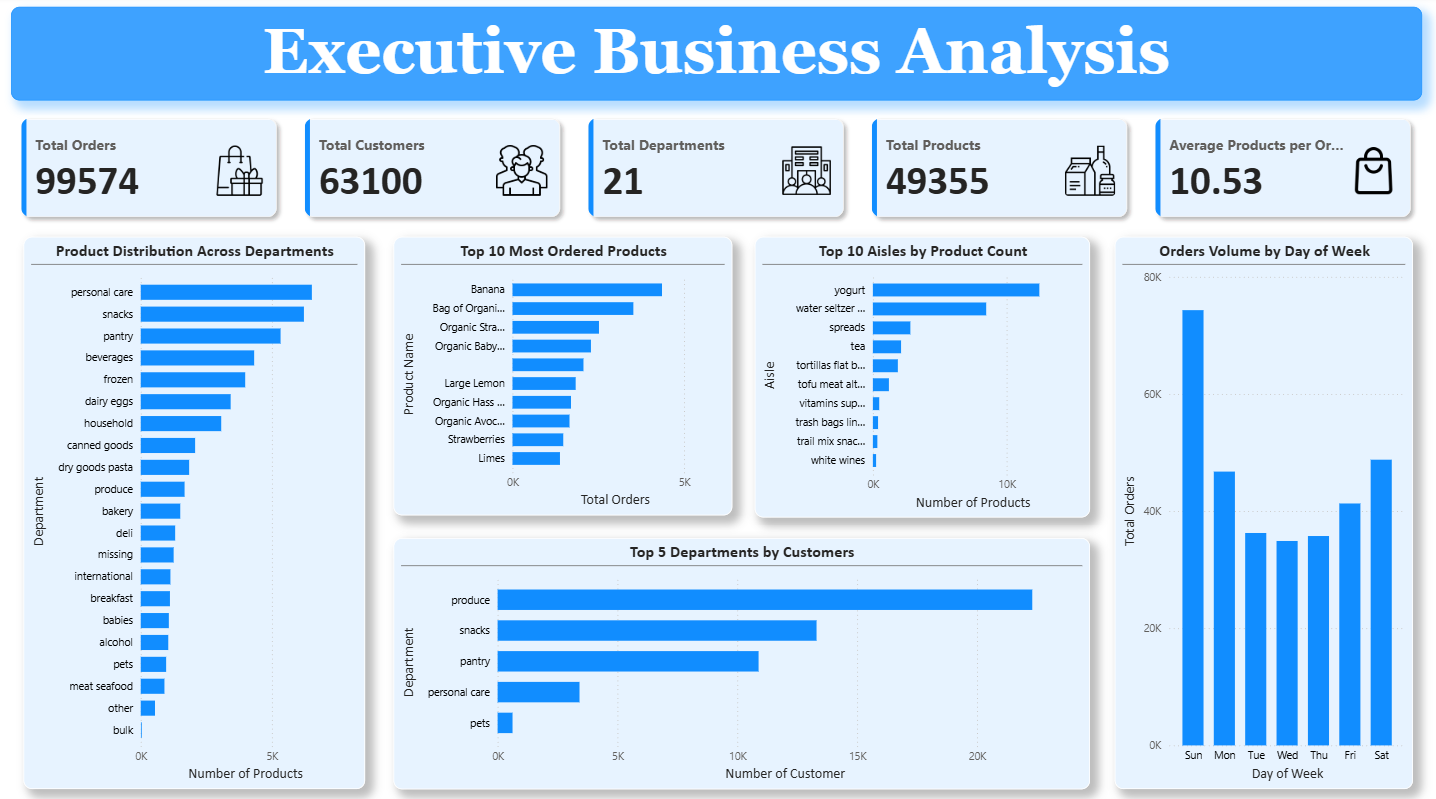 Executive Business Analysis
Total Orders
99574
Total Customers
63100
Total Departments
21
Total Products
49355
Average Products per Or...
10.53
Product Distribution Across Departments
Department
personal care
snacks
pantry
beverages
frozen
dairy eggs
household
canned goods
dry goods pasta
produce
bakery
deli
missing
international
breakfast
babies
alcohol
pets
meat seafood
other
bulk
0K 5K
Number of Products
Top 10 Most Ordered Products
Product Name
Banana
Bag of Organi...
Organic Stra...
Organic Baby...
Large Lemon
Organic Hass ...
Organic Avoc...
Strawberries
Limes
0K 5K
Total Orders
Top 10 Aisles by Product Count
Aisle
yogurt
water seltzer ...
spreads
tea
tortillas flat b...
tofu meat alt...
vitamins sup...
trash bags lin...
trail mix snac...
white wines
0K 10K
Number of Products
Top 5 Departments by Customers
Department
produce
snacks
pantry
personal care
pets
0K 5K 10K 15K 20K
Number of Customer
Orders Volume by Day of Week
Total Orders
80K
60K
40K
20K
0K
Sun Mon Tue Wed Thu Fri Sat
Day of Week